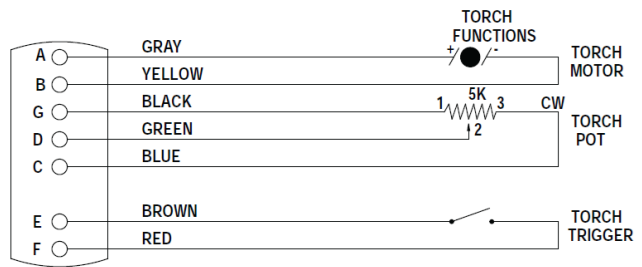 TORCH
FUNCTIONS
A GRAY + - TORCH
MOTOR
B YELLOW
G BLACK 1 5K 3 CW
D GREEN 2 TORCH
POT
C BLUE
E BROWN TORCH
TRIGGER
F RED